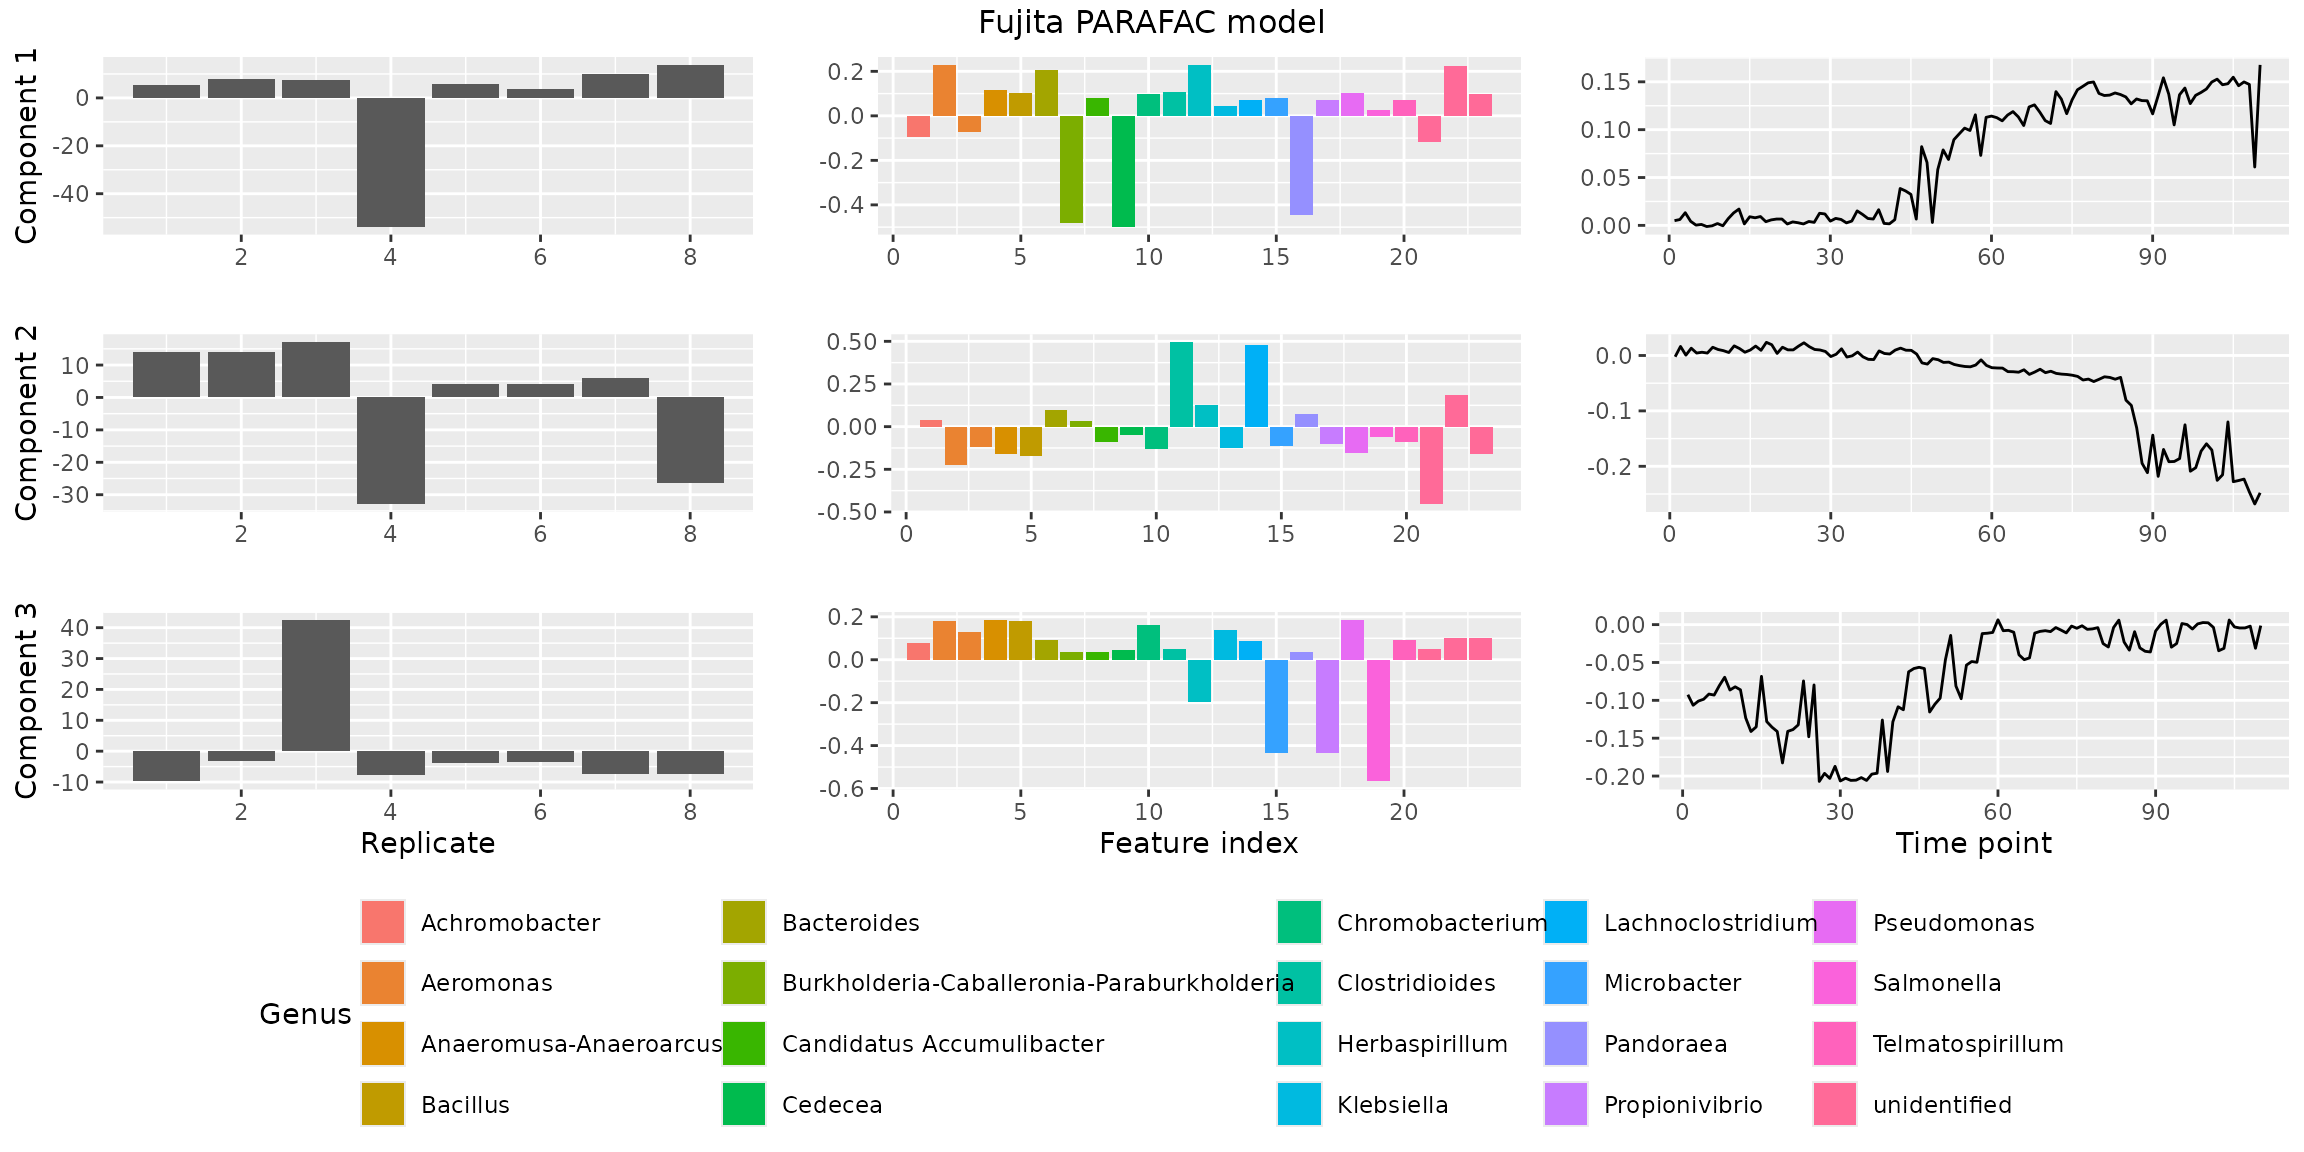 Fujita PARAFAC model
Component 1
0
-20
-40
2 4 6 8
0.2
0.0
-0.2
-0.4
0 5 10 15 20
0.15
0.10
0.05
0.00
0 30 60 90
Component 2
10
0
-10
-20
-30
2 4 6 8
0.50
0.25
0.00
-0.25
-0.50
0 5 10 15 20
0.0
-0.1
-0.2
0 30 60 90
Component 3
40
30
20
10
0
-10
2 4 6 8
Replicate
0.2
0.0
-0.2
-0.4
-0.6
0 5 10 15 20
Feature index
0.00
-0.05
-0.10
-0.15
-0.20
0 30 60 90
Time point
Genus
Achromobacter
Aeromonas
Anaeromusa-Anaeroarcus
Bacillus
Bacteroides
Burkholderia-Caballeronia-Paraburkholderia
Candidatus Accumulibacter
Cedecea
Chromobacterium
Clostridioides
Herbaspirillum
Klebsiella
Lachnoclostridium
Microbacter
Pandoraea
Propionivibrio
Pseudomonas
Salmonella
Telmatospirillum
unidentified